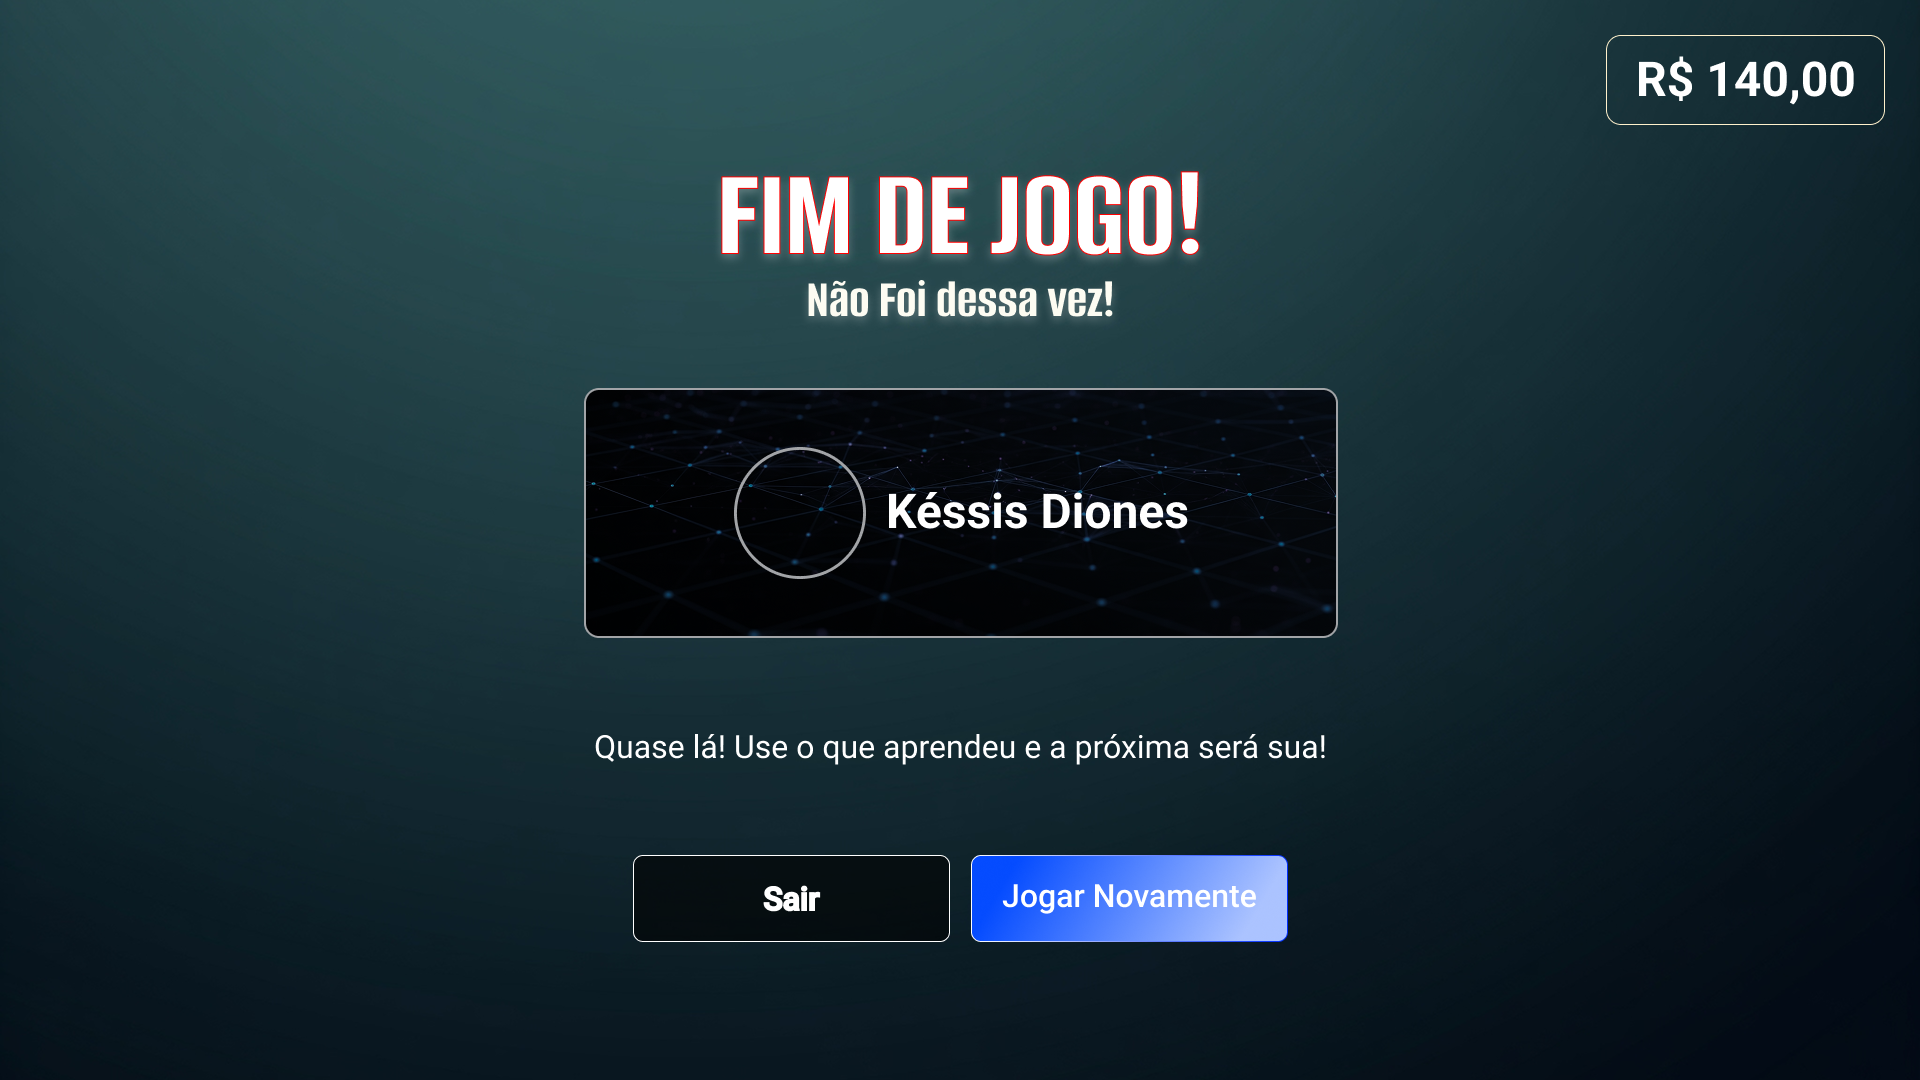 R$ 140,00
FIM DE JOGO!
Não Foi dessa vez!
Késsis Diones
Quase lá! Use o que aprendeu e a próxima será sua!
Sair
Jogar Novamente